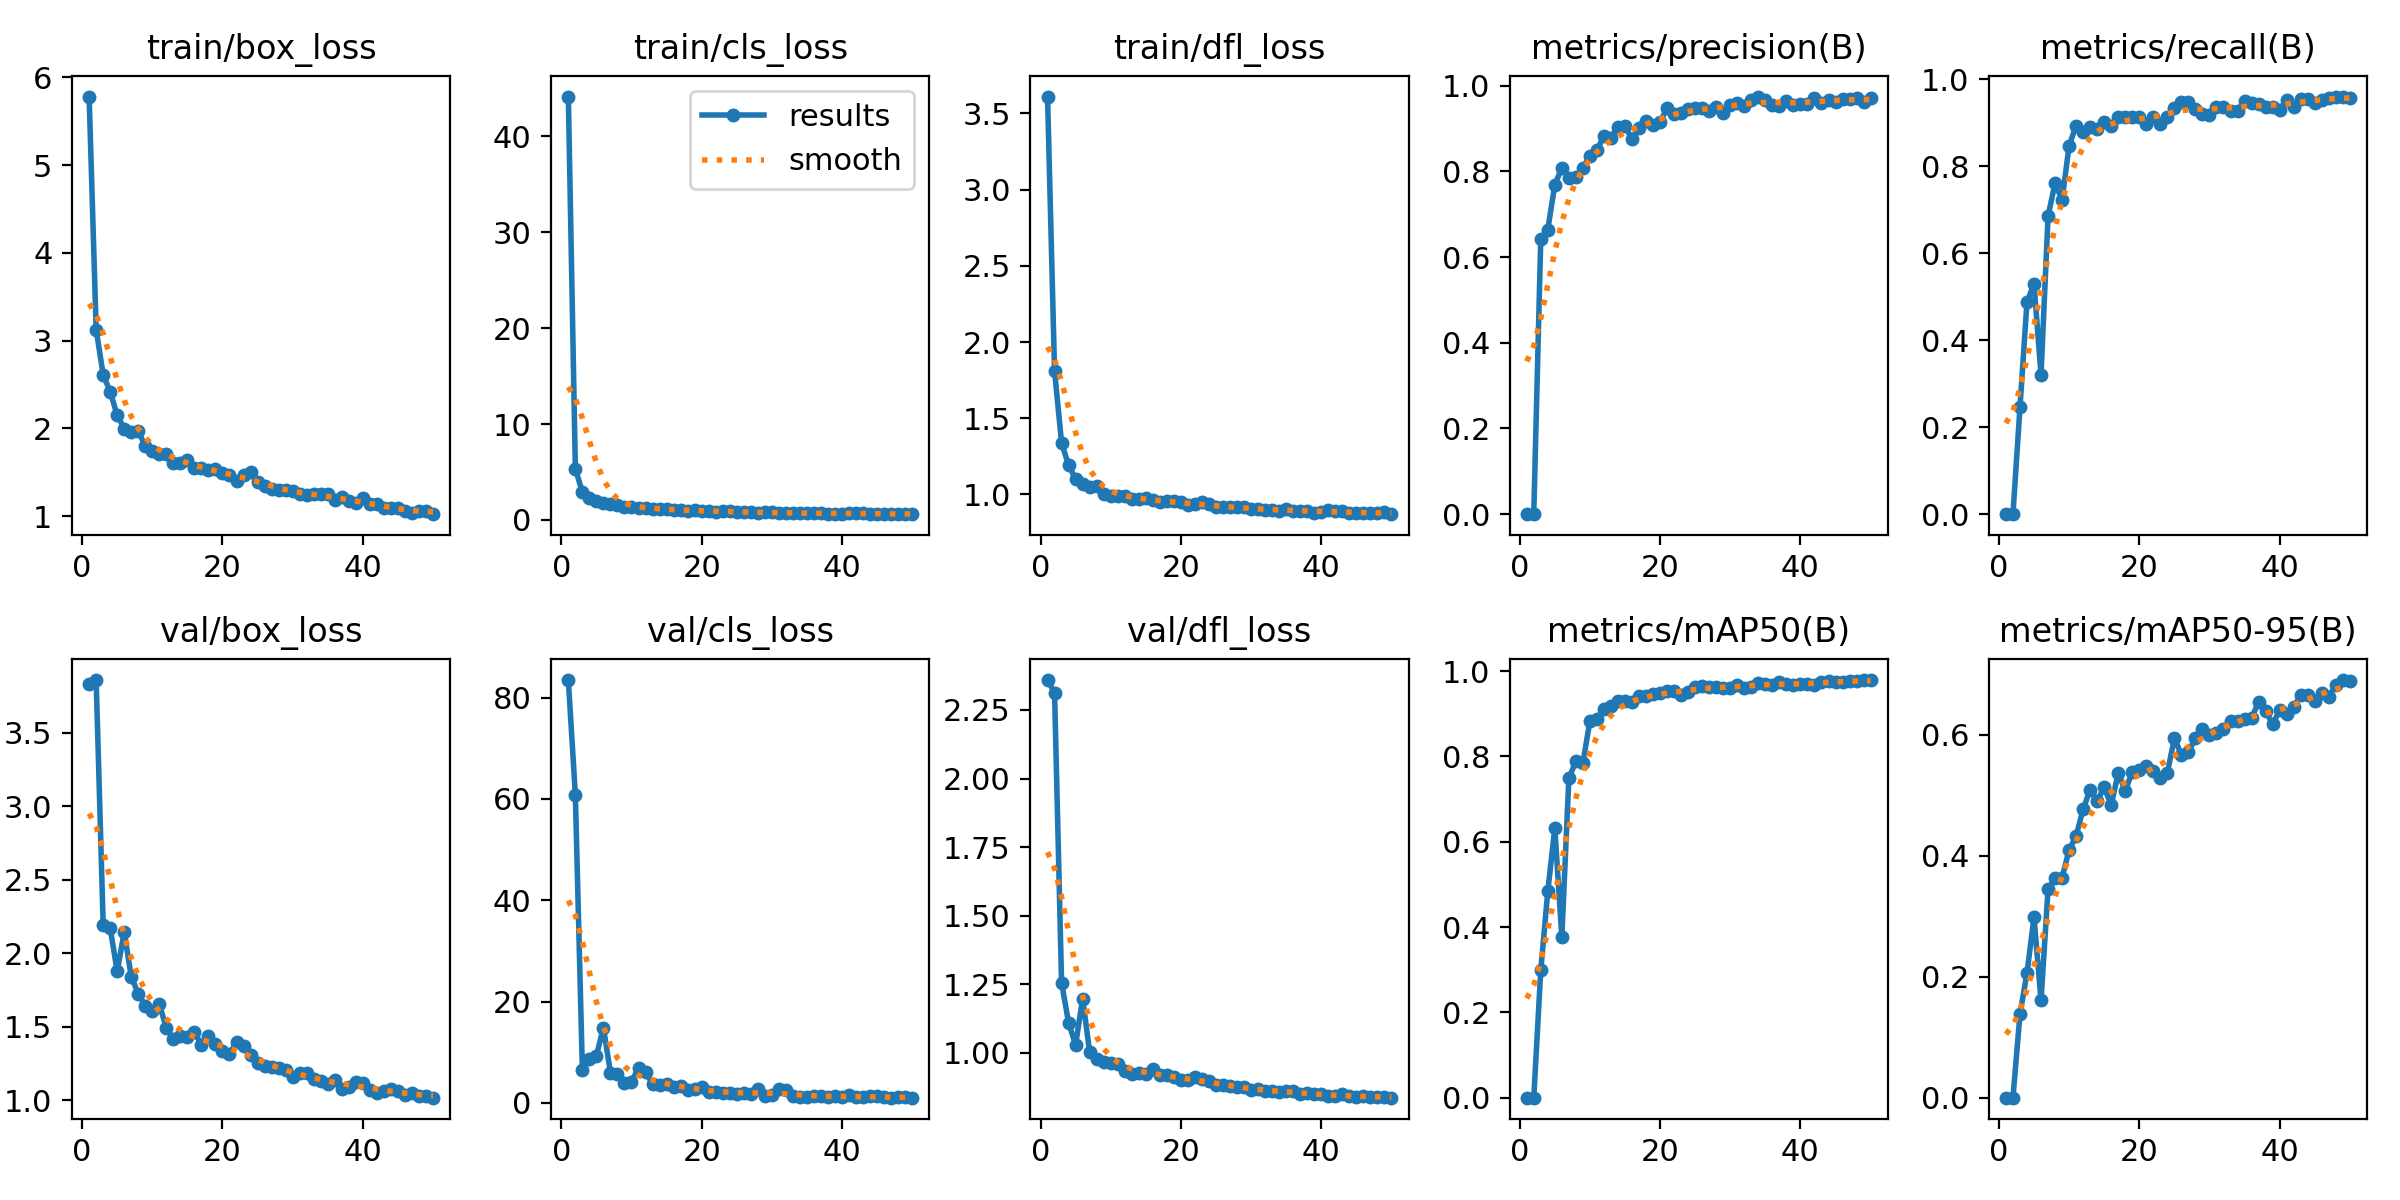 train/box_loss
6
5
4
3
2
1
0 20 40
train/cls_loss
results
smooth
40
30
20
10
0
0 20 40
train/dfl_loss
3.5
3.0
2.5
2.0
1.5
1.0
0 20 40
metrics/precision(B)
1.0
0.8
0.6
0.4
0.2
0.0
0 20 40
metrics/recall(B)
1.0
0.8
0.6
0.4
0.2
0.0
0 20 40
val/box_loss
3.5
3.0
2.5
2.0
1.5
1.0
0 20 40
val/cls_loss
80
60
40
20
0
0 20 40
val/dfl_loss
2.25
2.00
1.75
1.50
1.25
1.00
0 20 40
metrics/mAP50(B)
1.0
0.8
0.6
0.4
0.2
0.0
0 20 40
metrics/mAP50-95(B)
0.6
0.4
0.2
0.0
0 20 40